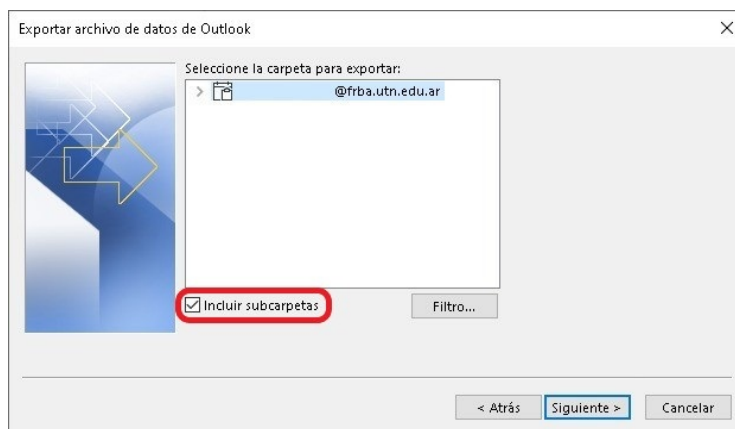 Exportar archivo de datos de Outlook
Seleccione la carpeta para exportar:
@frba.utn.edu.ar
Incluir subcarpetas
Filtro...
< Atrás
Siguiente >
Cancelar